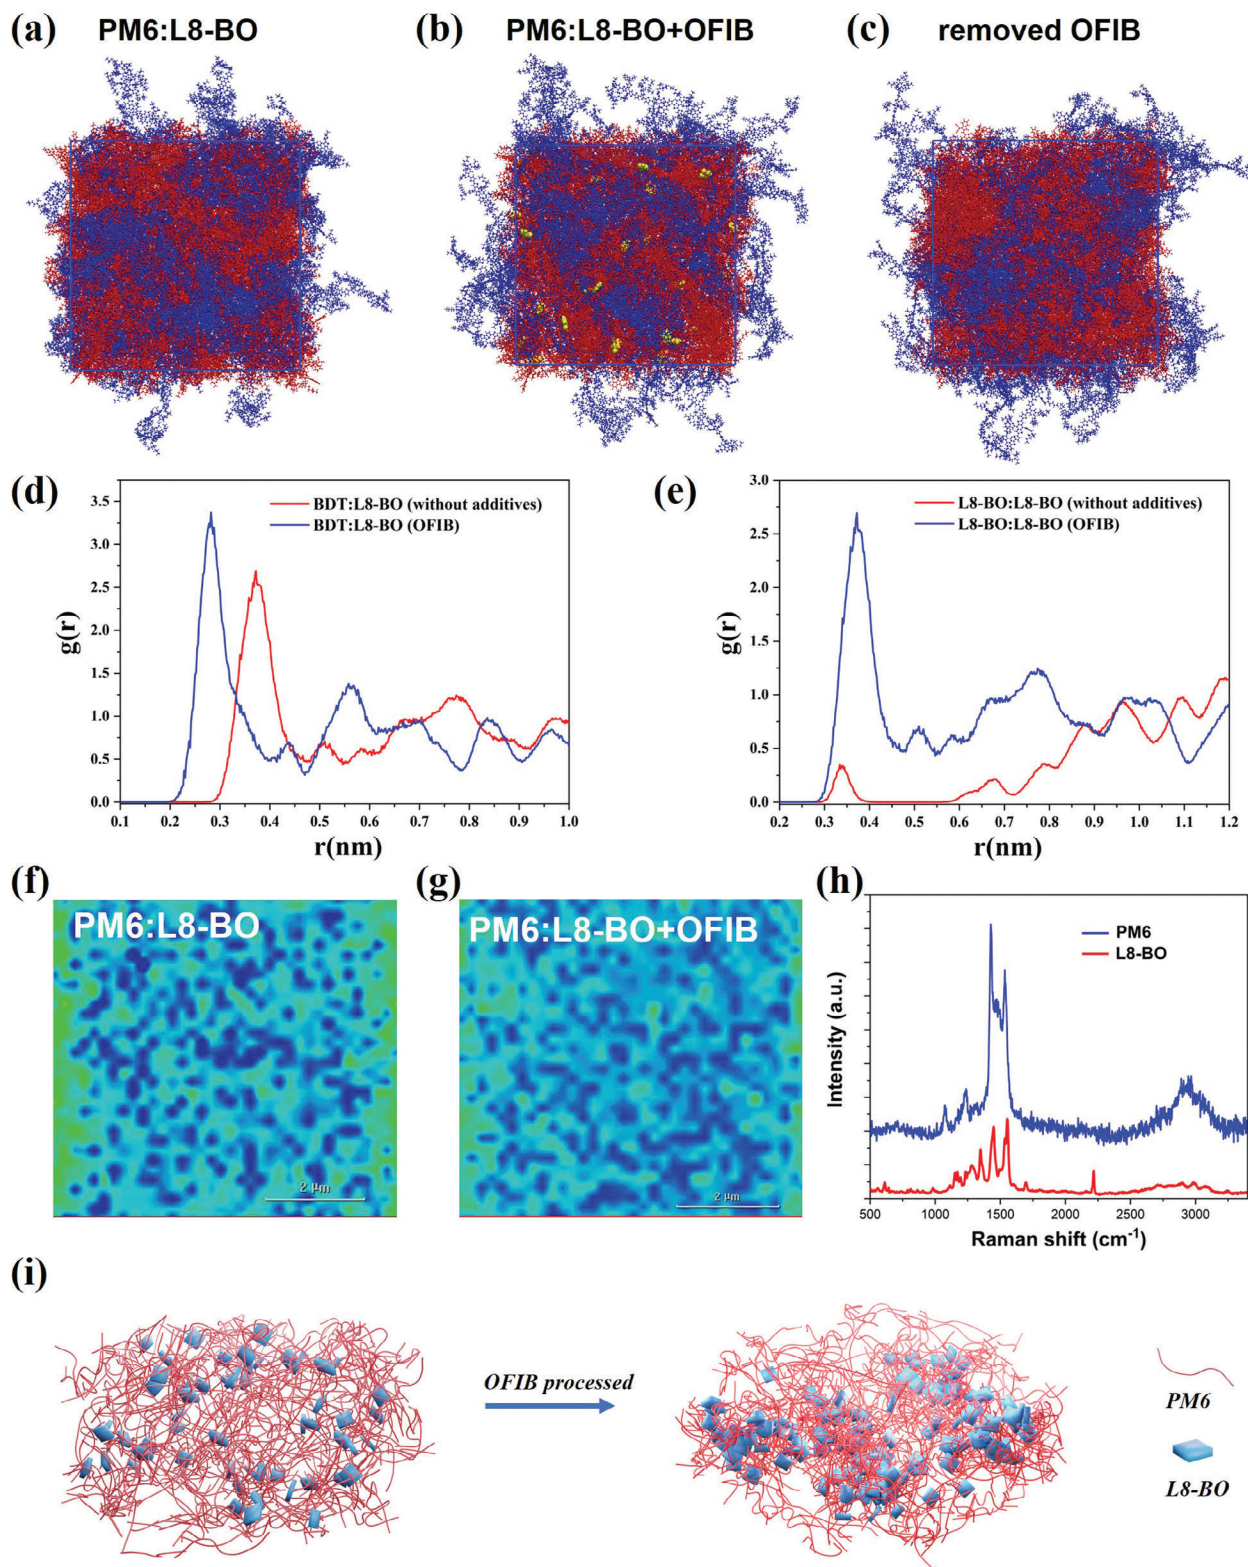 (a) PM6:L8-BO
(b) PM6:L8-BO+OFIB
(c) removed OFIB
(d)
BDT:L8-BO (without additives)
BDT:L8-BO (OFIB)
g(r)
3.5
3.0
2.5
2.0
1.5
1.0
0.5
0.0
0.1 0.2 0.3 0.4 0.5 0.6 0.7 0.8 0.9 1.0
r(nm)
(e)
L8-BO:L8-BO (without additives)
L8-BO:L8-BO (OFIB)
g(r)
3.0
2.5
2.0
1.5
1.0
0.5
0.0
0.2 0.3 0.4 0.5 0.6 0.7 0.8 0.9 1.0 1.1 1.2
r(nm)
(f)
PM6:L8-BO
2 µm
(g)
PM6:L8-BO+OFIB
2 µm
(h)
PM6
L8-BO
Intensity (a.u.)
500 1000 1500 2000 2500 3000
Raman shift (cm⁻¹)
(i)
OFIB processed
PM6
L8-BO